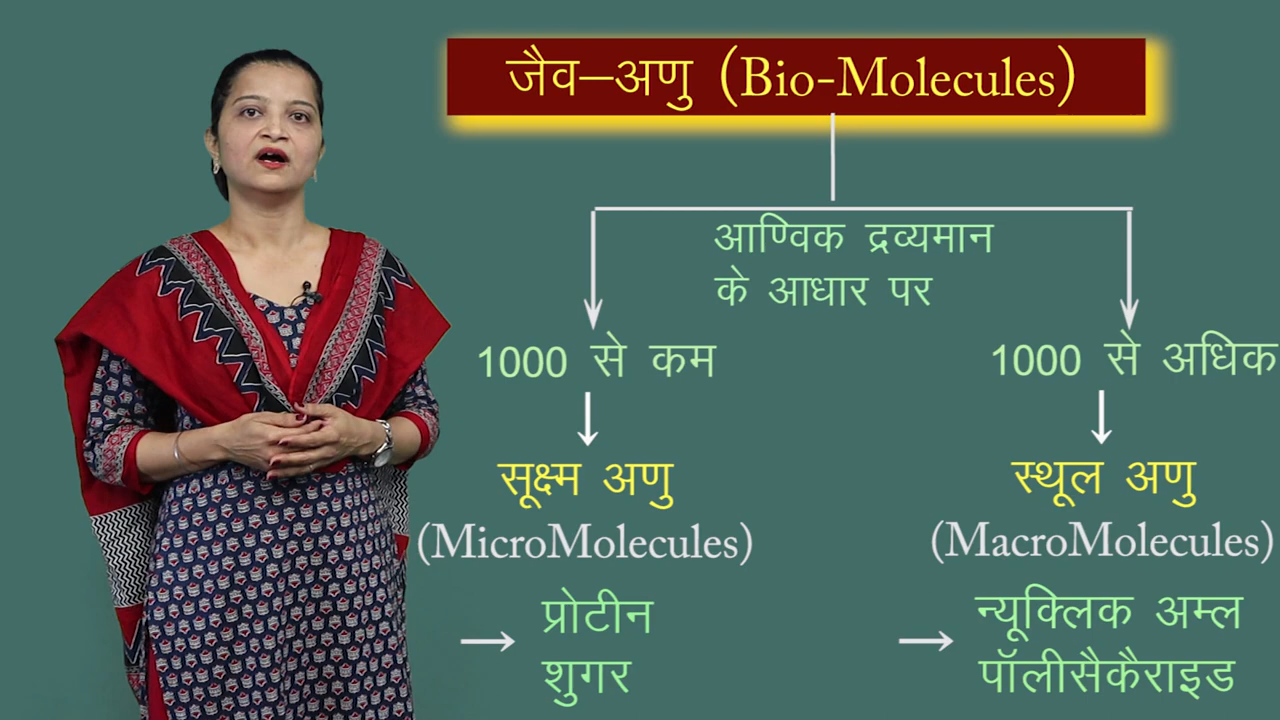 जैव–अणु (Bio-Molecules)
आण्विक द्रव्यमान
के आधार पर
1000 से कम
1000 से अधिक
सूक्ष्म अणु
(MicroMolecules)
स्थूल अणु
(MacroMolecules)
प्रोटीन
शुगर
न्यूक्लिक अम्ल
पॉलीसैकैराइड